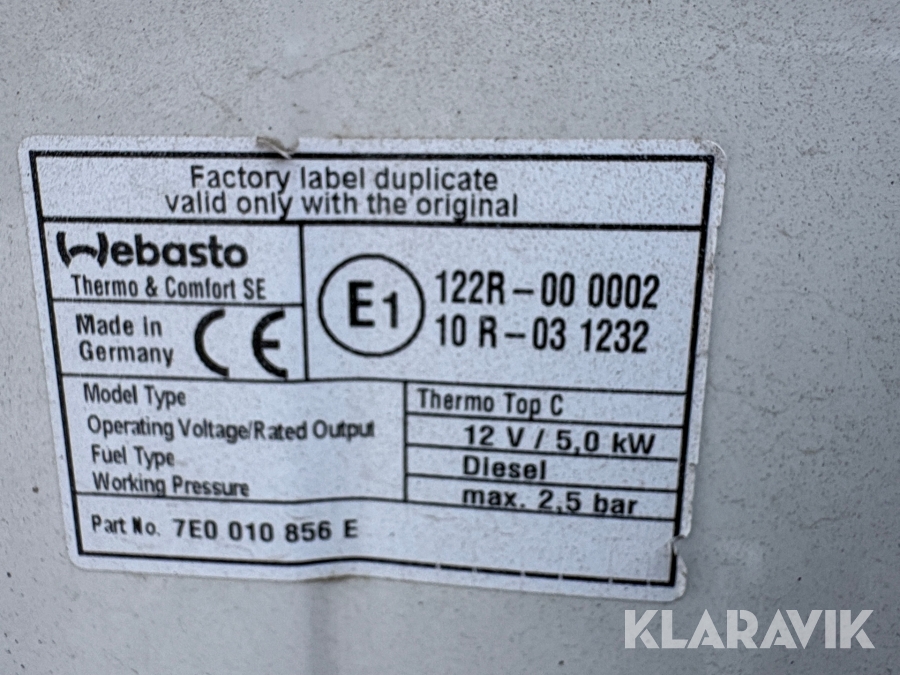 Factory label duplicate
valid only with the original
Webasto
Thermo & Comfort SE
Made In
Germany
CE
E1
122R-00 0002
10 R-03 1232
Model Type
Thermo Top C
Operating Voltage/Rated Output
12 V / 5,0 kW
Fuel Type
Diesel
Working Pressure
max. 2,5 bar
Part No. 7E0 010 856 E
KLARAVIK